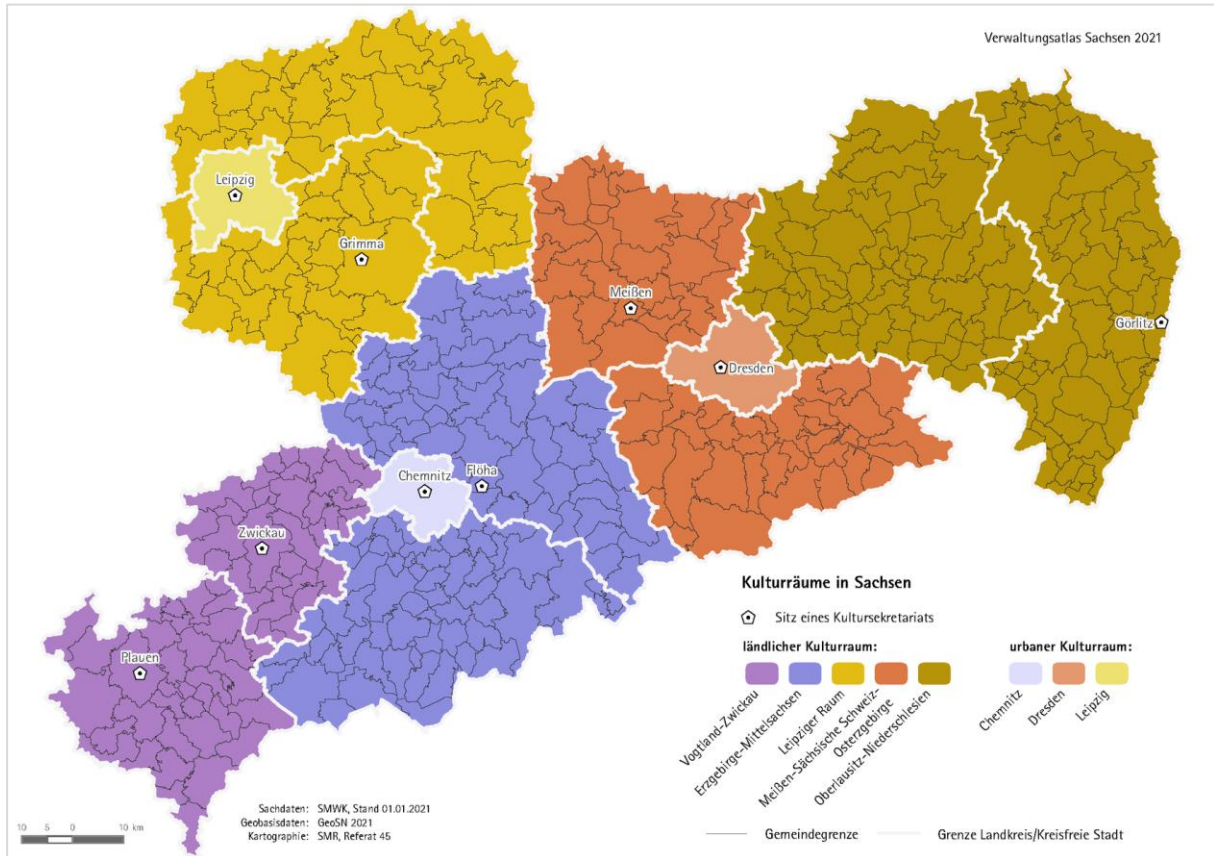 Verwaltungsatlas Sachsen 2021
Leipzig
Grimma
Meißen
Görlitz
Dresden
Chemnitz
Flöha
Zwickau
Plauen
Kulturräume in Sachsen
Sitz eines Kultursekretariats
ländlicher Kulturraum:
urbaner Kulturraum:
Vogtland-Zwickau
Erzgebirge-Mittelsachsen
Leipziger Raum
Meißen-Sächsische Schweiz-
Osterzgebirge
Oberlausitz-Niederschlesien
Chemnitz
Dresden
Leipzig
Sachdaten: SMWK, Stand 01.01.2021
Geobasisdaten: GeoSN 2021
Kartographie: SMR, Referat 45
10 5 0 10 km
Gemeindegrenze
Grenze Landkreis/Kreisfreie Stadt